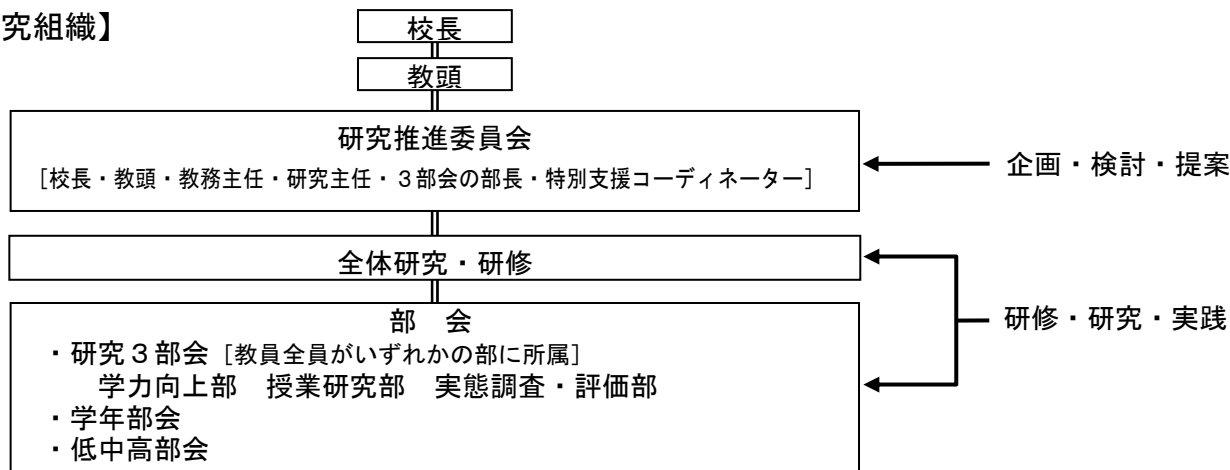 究組織】
校長
教頭
研究推進委員会
[校長・教頭・教務主任・研究主任・３部会の部長・特別支援コーディネーター]
企画・検討・提案
全体研究・研修
研修・研究・実践
部　会
・研究３部会［教員全員がいずれかの部に所属］
学力向上部　授業研究部　実態調査・評価部
・学年部会
・低中高部会